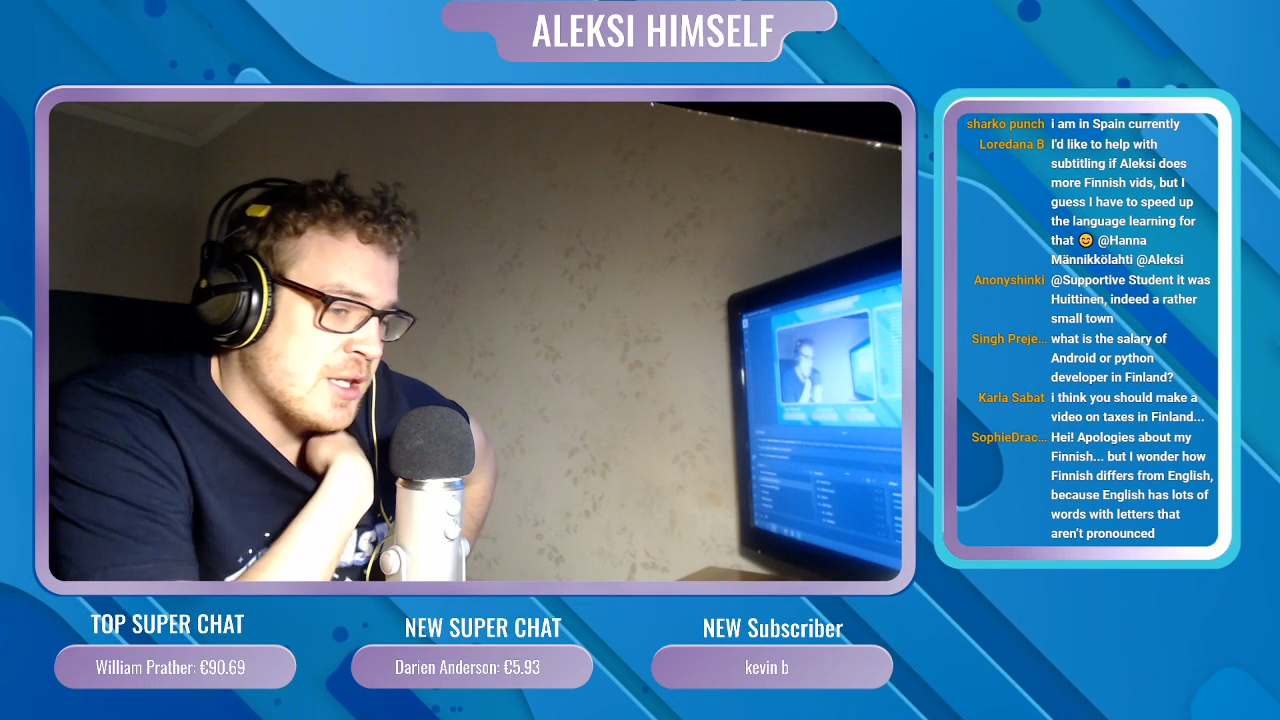 ALEKSI HIMSELF
sharko punch i am in Spain currently
Loredana B I'd like to help with
subtitling if Aleksi does
more Finnish vids, but I
guess I have to speed up
the language learning for
that 😊 @Hanna
Männikkölahti @Aleksi
Anonyshinki @Supportive Student it was
Huittinen, indeed a rather
small town
Singh Preje... what is the salary of
Android or python
developer in Finland?
Karla Sabat i think you should make a
video on taxes in Finland...
SophieDrac... Hei! Apologies about my
Finnish... but I wonder how
Finnish differs from English,
because English has lots of
words with letters that
aren't pronounced
TOP SUPER CHAT
William Prather: €90.69
NEW SUPER CHAT
Darien Anderson: €5.93
NEW Subscriber
kevin b